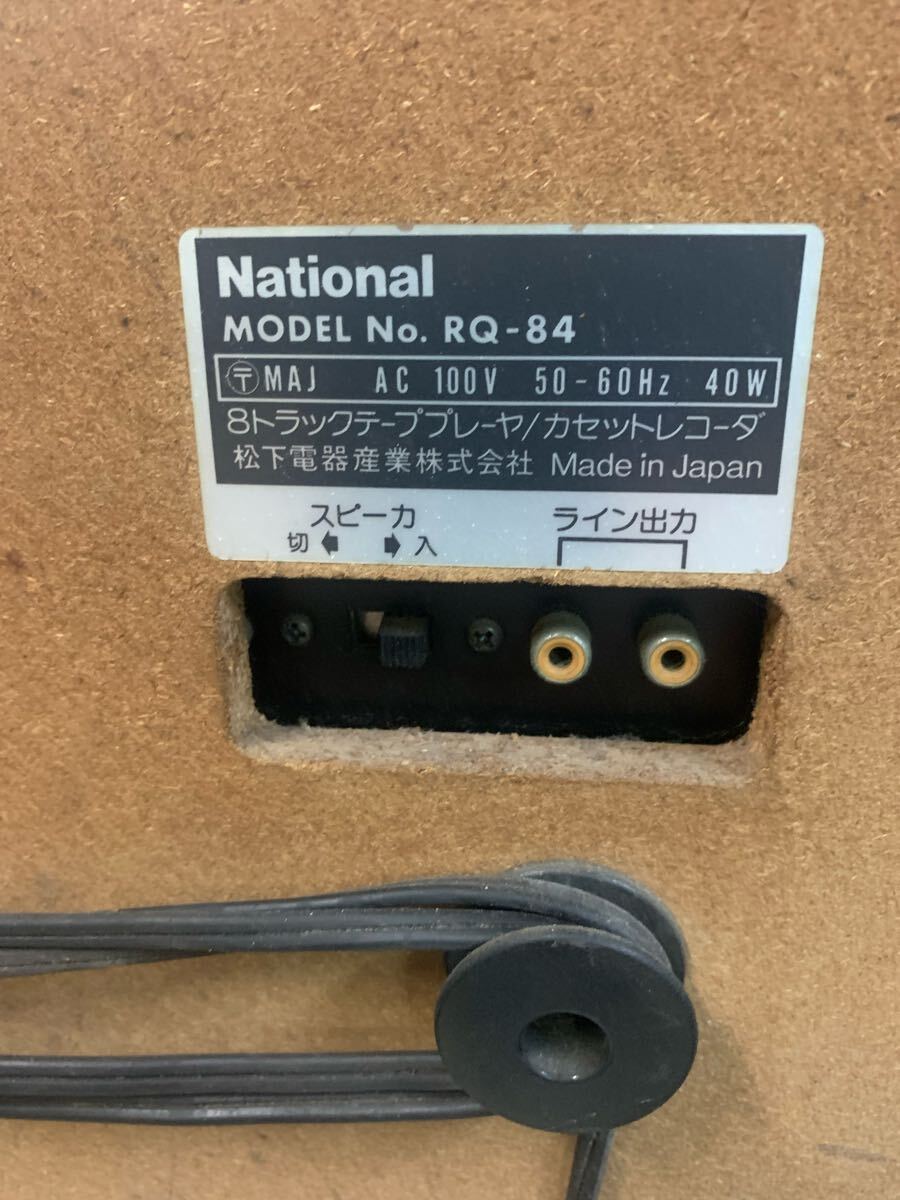 National
MODEL No. RQ-84
〒MAJ AC 100V 50-60Hz 40W
8トラックテーププレーヤ/カセットレコーダ
松下電器産業株式会社 Made in Japan
スピーカ ライン出力
切 入